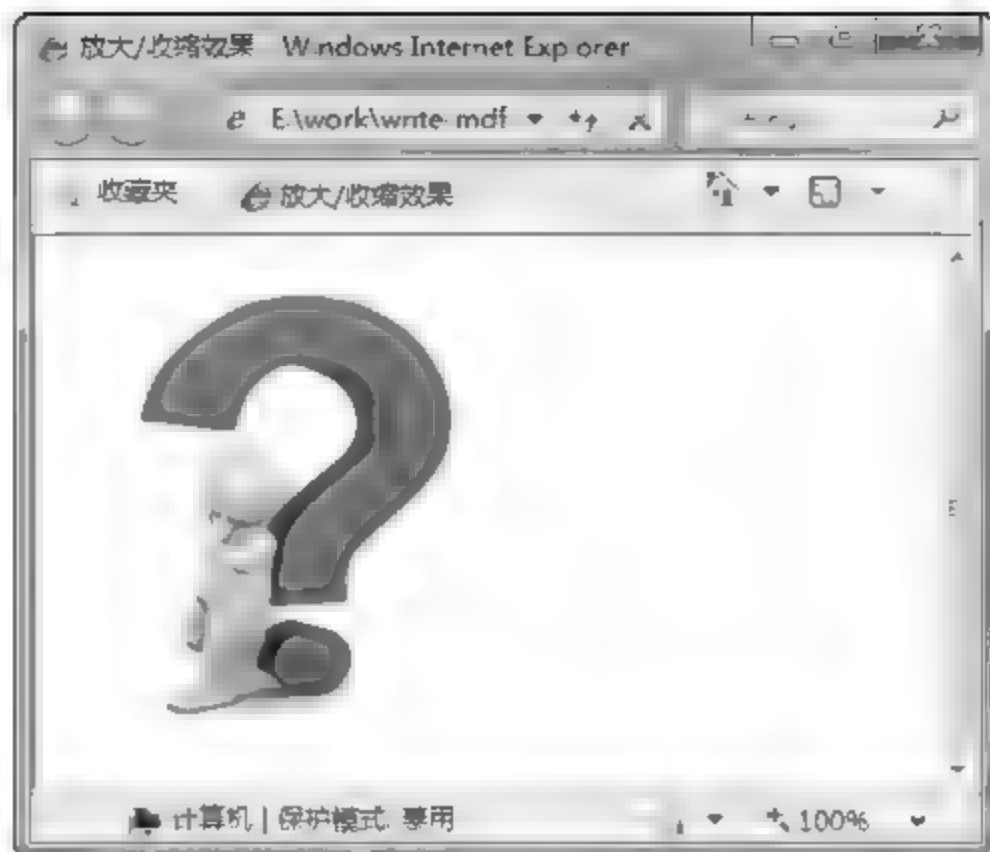 放大/收缩效果 Windows Internet Explorer
E:\work\write-mdf
收藏夹 放大/收缩效果
计算机 | 保护模式: 禁用
100%